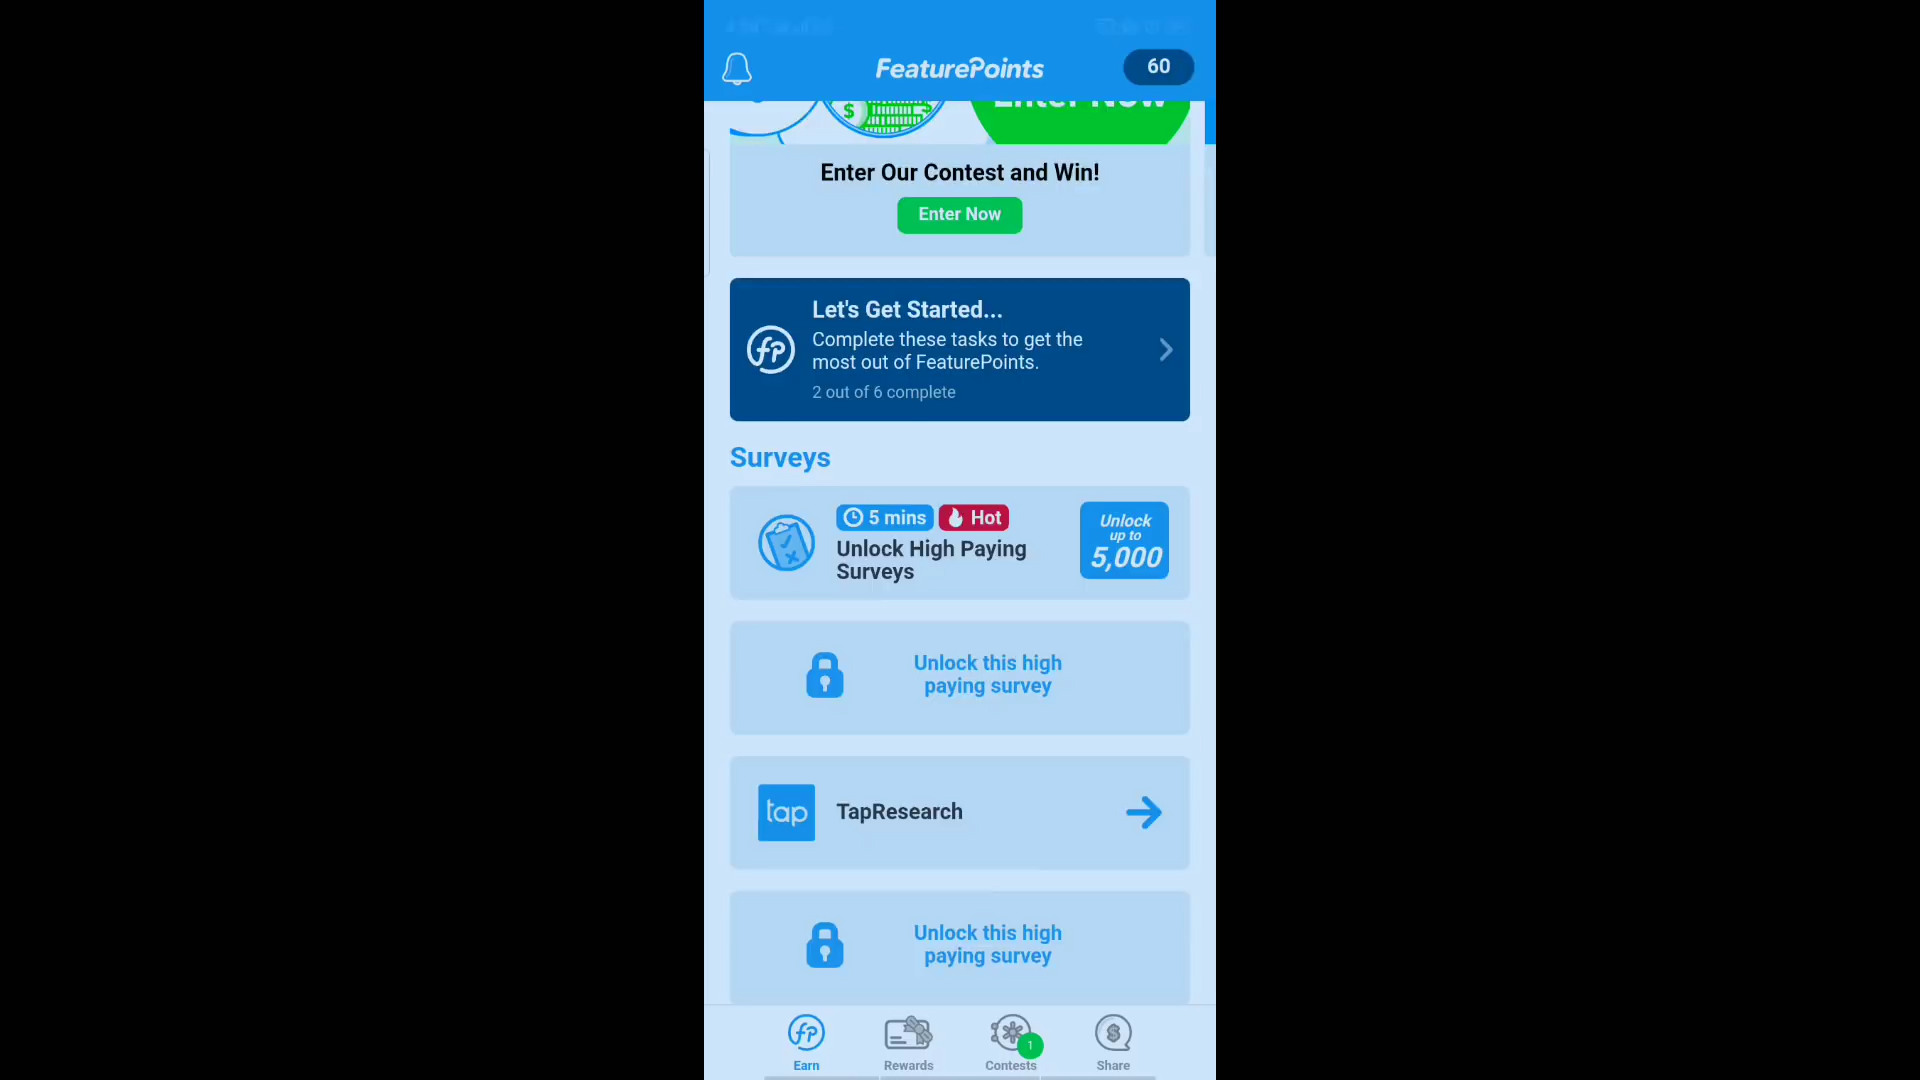 FeaturePoints
60
Enter Now
Enter Our Contest and Win!
Enter Now
Let's Get Started...
Complete these tasks to get the
most out of FeaturePoints.
2 out of 6 complete
Surveys
5 mins
Hot
Unlock High Paying
Surveys
Unlock
up to
5,000
Unlock this high
paying survey
tap
TapResearch
Unlock this high
paying survey
1
Earn
Rewards
Contests
Share